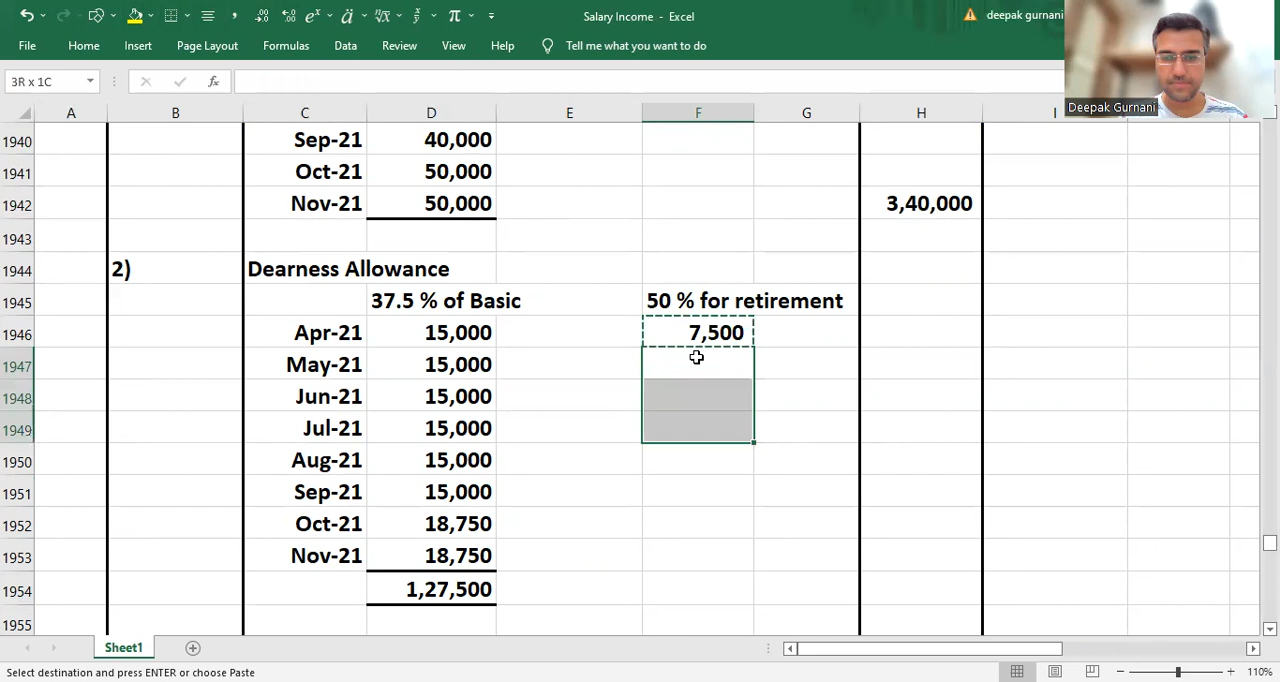 Salary Income - Excel
deepak gurnani
File Home Insert Page Layout Formulas Data Review View Help Tell me what you want to do
3R x 1C
fx
Deepak Gurnani
A B C D E F G H I
1940 Sep-21 40,000
1941 Oct-21 50,000
1942 Nov-21 50,000 3,40,000
1943
1944 2) Dearness Allowance
1945 37.5 % of Basic 50 % for retirement
1946 Apr-21 15,000 7,500
1947 May-21 15,000
1948 Jun-21 15,000
1949 Jul-21 15,000
1950 Aug-21 15,000
1951 Sep-21 15,000
1952 Oct-21 18,750
1953 Nov-21 18,750
1954 1,27,500
1955
Sheet1
Select destination and press ENTER or choose Paste
110%